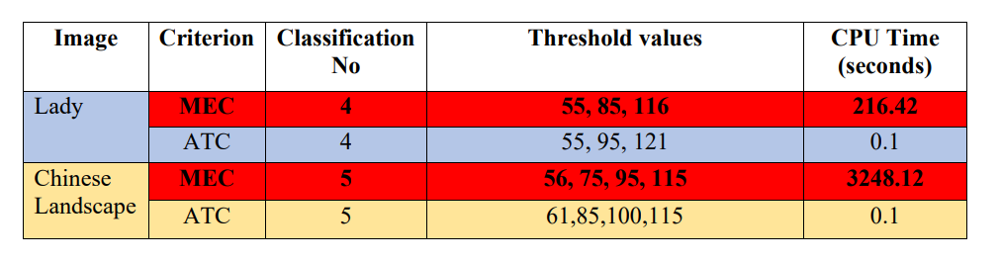 Image Criterion Classification No Threshold values CPU Time (seconds)
Lady MEC 4 55, 85, 116 216.42
ATC 4 55, 95, 121 0.1
Chinese Landscape MEC 5 56, 75, 95, 115 3248.12
ATC 5 61,85,100,115 0.1